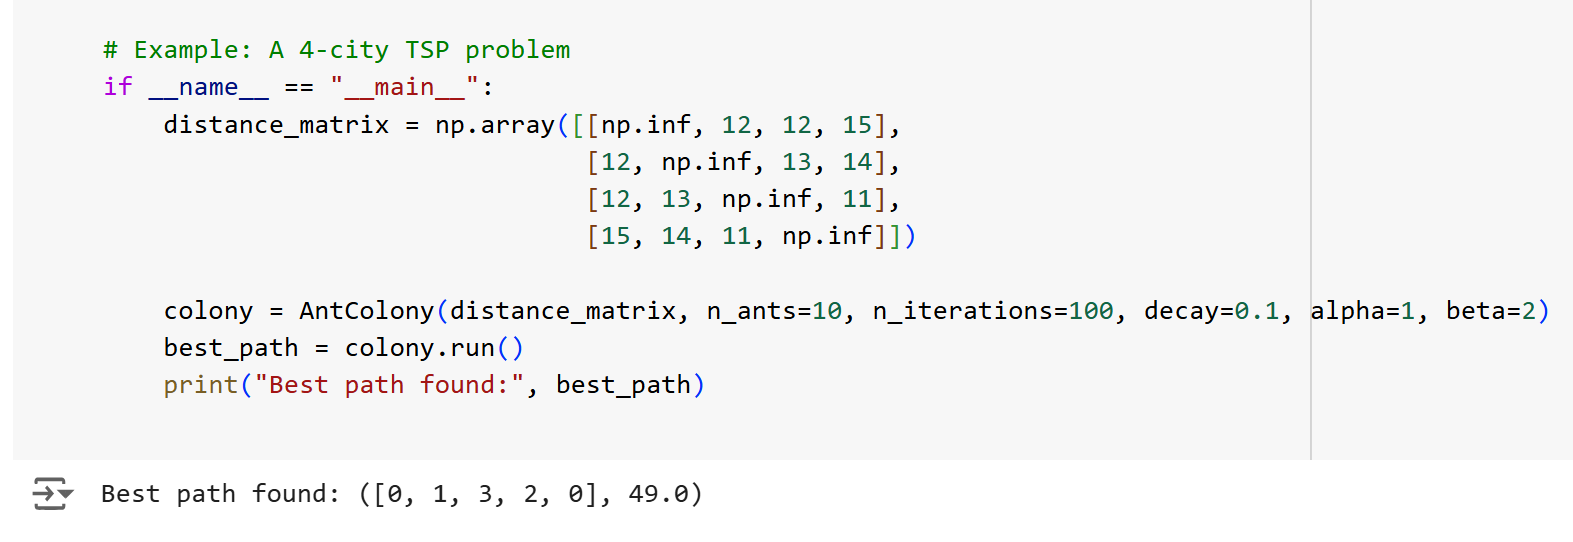 # Example: A 4-city TSP problem
if __name__ == "__main__":
    distance_matrix = np.array([[np.inf, 12, 12, 15],
                                [12, np.inf, 13, 14],
                                [12, 13, np.inf, 11],
                                [15, 14, 11, np.inf]])
    colony = AntColony(distance_matrix, n_ants=10, n_iterations=100, decay=0.1, alpha=1, beta=2)
    best_path = colony.run()
    print("Best path found:", best_path)
Best path found: ([0, 1, 3, 2, 0], 49.0)